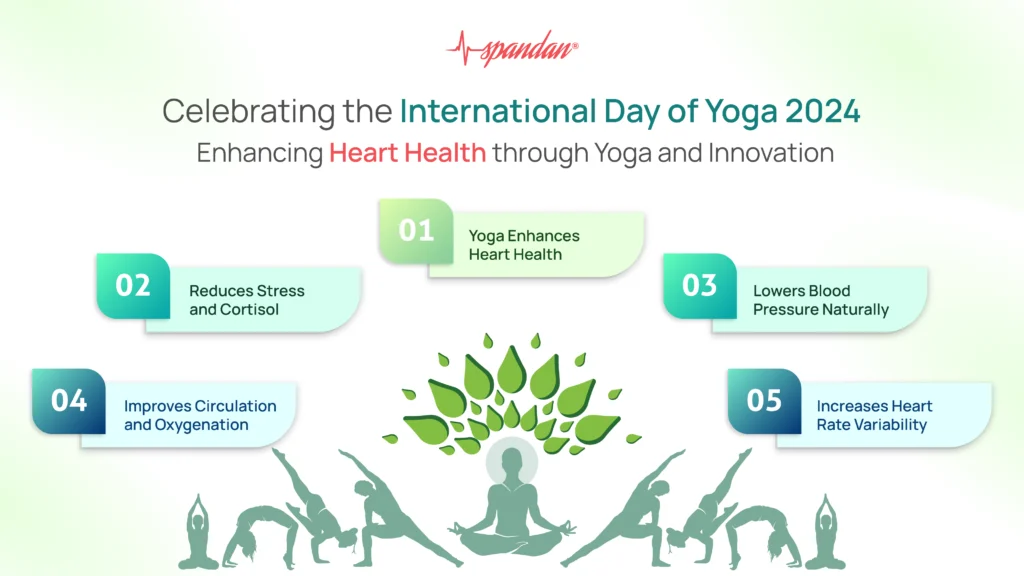 spandan®
Celebrating the International Day of Yoga 2024
Enhancing Heart Health through Yoga and Innovation
01
Yoga Enhances
Heart Health
02
Reduces Stress
and Cortisol
03
Lowers Blood
Pressure Naturally
04
Improves Circulation
and Oxygenation
05
Increases Heart
Rate Variability